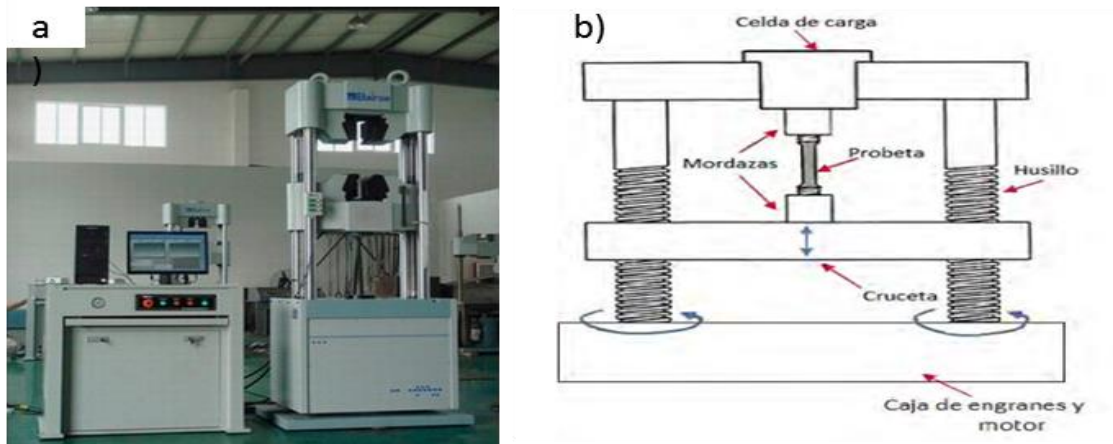 a
)
b)
Celda de carga
Mordazas
Probeta
Husillo
Cruceta
Caja de engranes y
motor